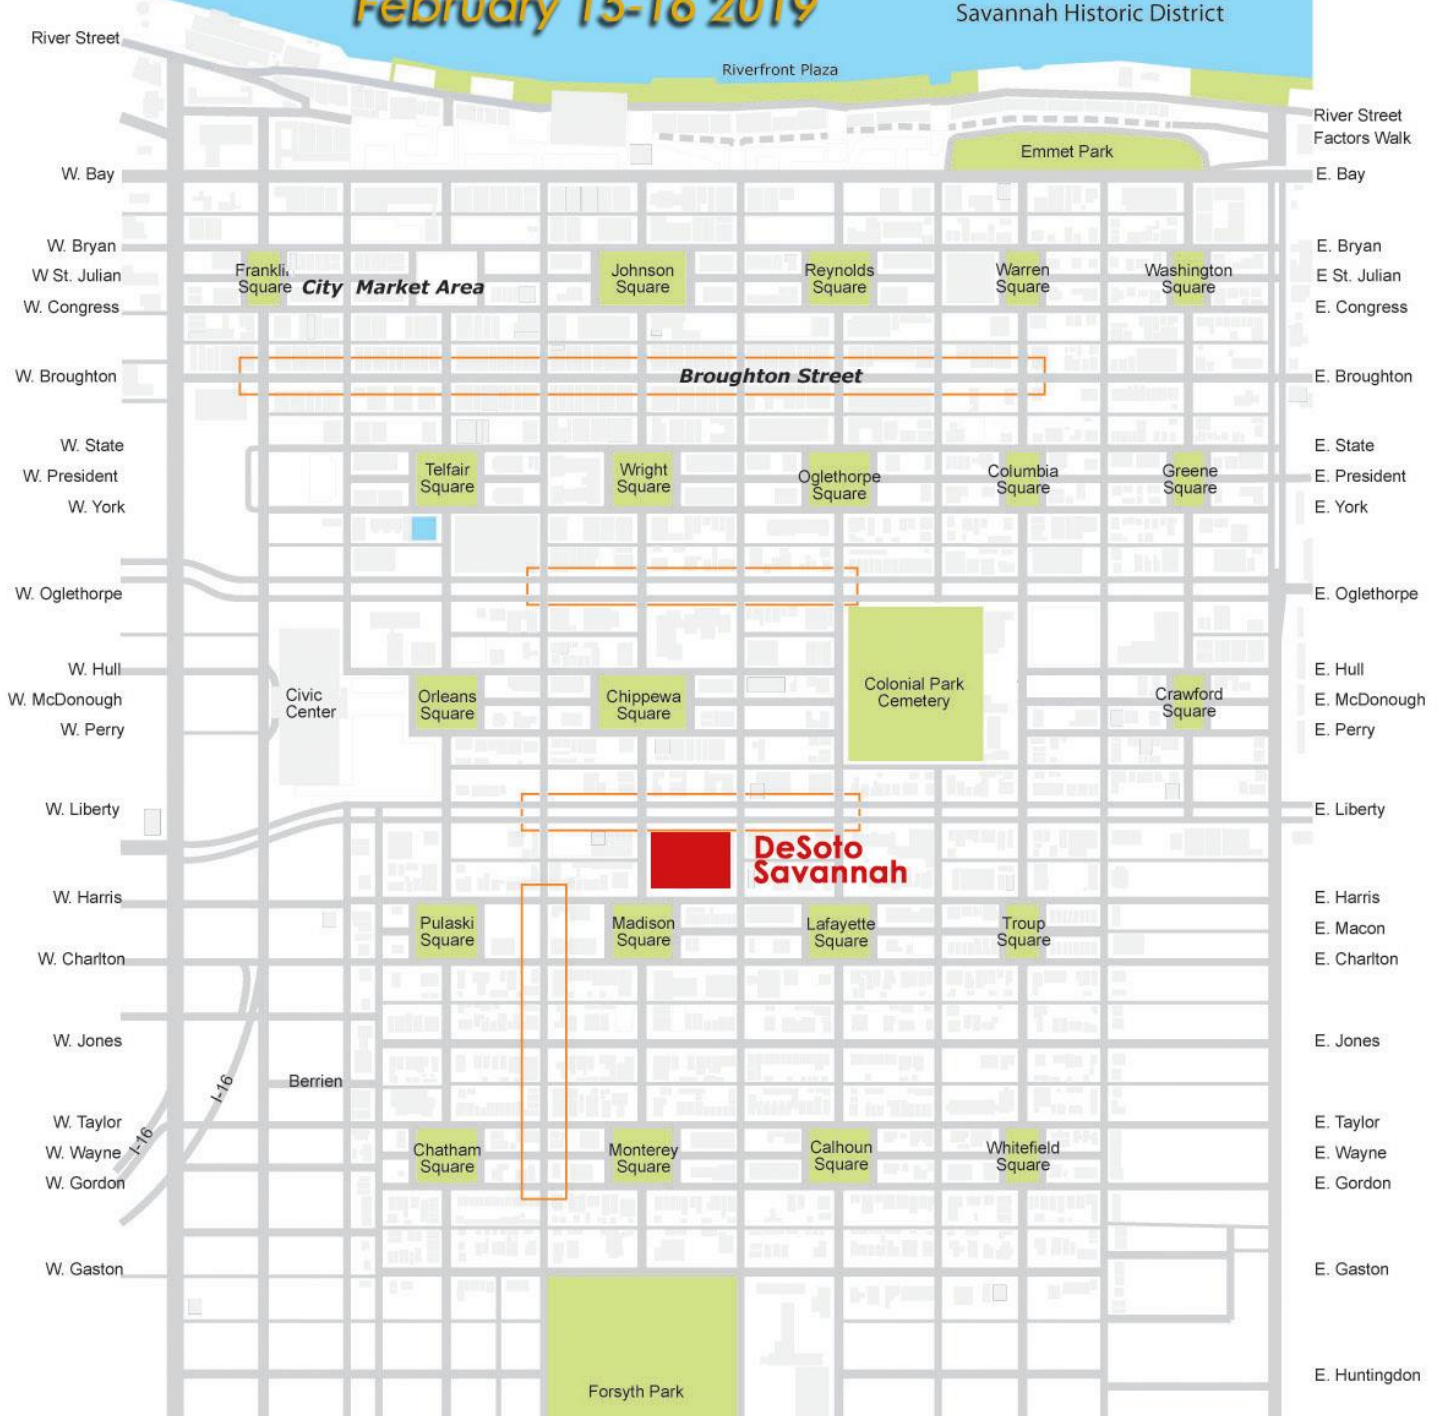 February 15-16 2019
Savannah Historic District
River Street
Riverfront Plaza
River Street
Factors Walk
Emmet Park
W. Bay
E. Bay
W. Bryan
E. Bryan
W St. Julian
E St. Julian
W. Congress
E. Congress
Franklin
Square
City Market Area
Johnson
Square
Reynolds
Square
Warren
Square
Washington
Square
W. Broughton
Broughton Street
E. Broughton
W. State
E. State
W. President
E. President
W. York
E. York
Telfair
Square
Wright
Square
Oglethorpe
Square
Columbia
Square
Greene
Square
W. Oglethorpe
E. Oglethorpe
W. Hull
E. Hull
W. McDonough
E. McDonough
W. Perry
E. Perry
Civic
Center
Orleans
Square
Chippewa
Square
Colonial Park
Cemetery
Crawford
Square
W. Liberty
E. Liberty
DeSoto
Savannah
W. Harris
E. Harris
E. Macon
W. Charlton
E. Charlton
Pulaski
Square
Madison
Square
Lafayette
Square
Troup
Square
W. Jones
E. Jones
Berrien
I-16
I-16
W. Taylor
E. Taylor
W. Wayne
E. Wayne
W. Gordon
E. Gordon
Chatham
Square
Monterey
Square
Calhoun
Square
Whitefield
Square
W. Gaston
E. Gaston
Forsyth Park
E. Huntingdon